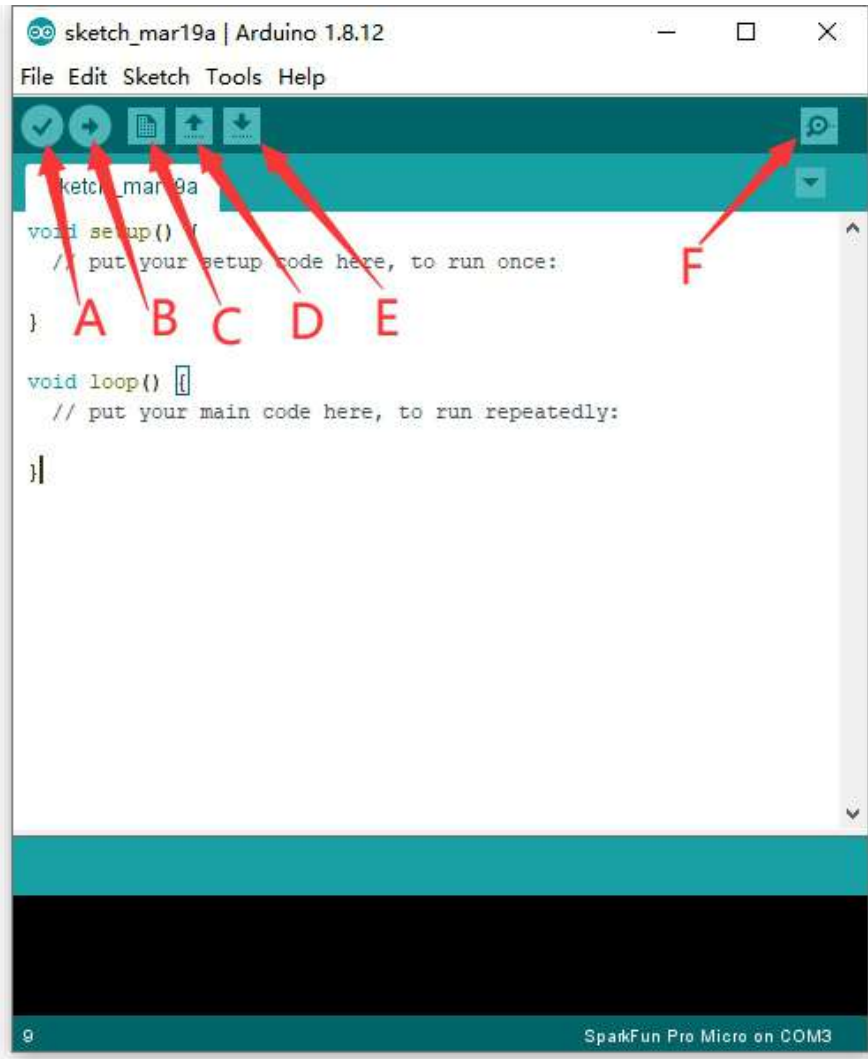 sketch_mar19a | Arduino 1.8.12
File Edit Sketch Tools Help
sketch_mar19a
void setup() {
// put your setup code here, to run once:
}
A B C D E F
void loop() {
// put your main code here, to run repeatedly:
}
9 SparkFun Pro Micro on COM3